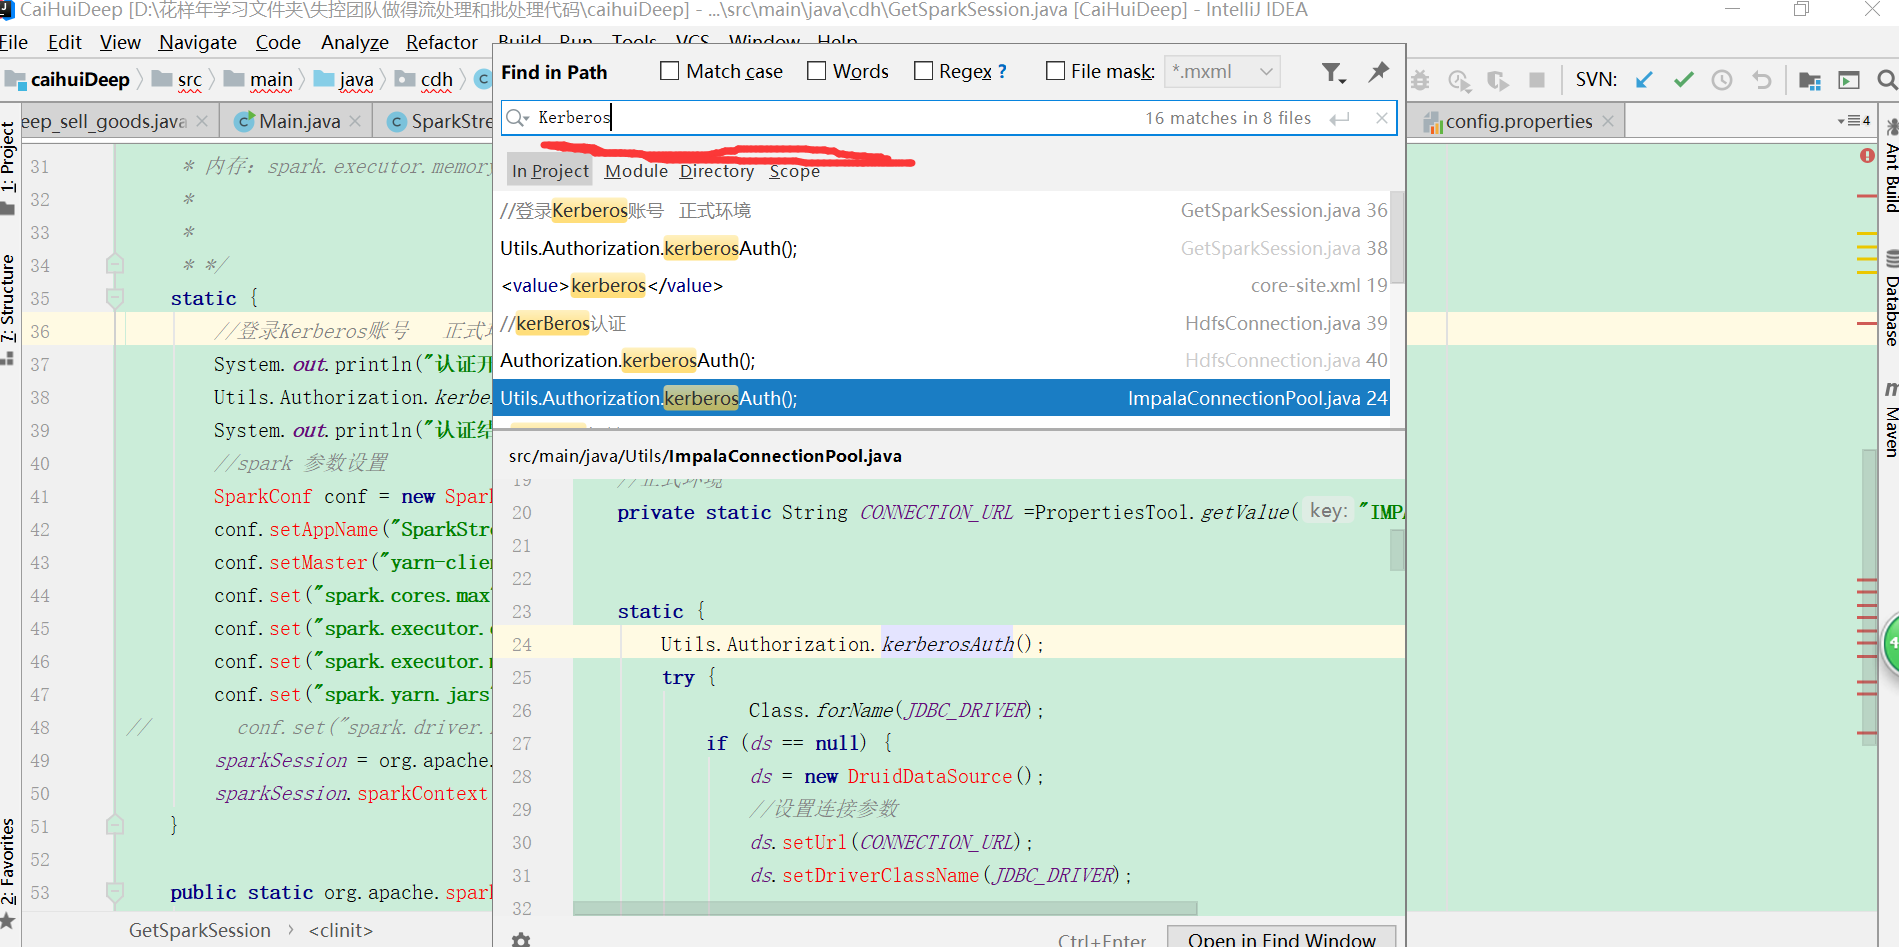 CaiHuiDeep [D:\花样年学习文件夹\失控团队做得流处理和批处理代码\caihuiDeep] - ...\src\main\java\cdh\GetSparkSession.java [CaiHuiDeep] - IntelliJ IDEA
File Edit View Navigate Code Analyze Refactor Build Run Tools VCS Window Help
caihuiDeep src main java cdh
SVN:
eep_sell_goods.java
Main.java
SparkStre
config.properties
4
Find in Path
Match case
Words
Regex ?
File mask:
*.mxml
Kerberos
16 matches in 8 files
In Project Module Directory Scope
//登录Kerberos账号 正式环境 GetSparkSession.java 36
Utils.Authorization.kerberosAuth(); GetSparkSession.java 38
<value>kerberos</value> core-site.xml 19
//kerBeros认证 HdfsConnection.java 39
Authorization.kerberosAuth(); HdfsConnection.java 40
Utils.Authorization.kerberosAuth(); ImpalaConnectionPool.java 24
src/main/java/Utils/ImpalaConnectionPool.java
19 //正式环境
20 private static String CONNECTION_URL =PropertiesTool.getValue( key: "IMPA
21
22
23 static {
24 Utils.Authorization.kerberosAuth();
25 try {
26 Class.forName(JDBC_DRIVER);
27 if (ds == null) {
28 ds = new DruidDataSource();
29 //设置连接参数
30 ds.setUrl(CONNECTION_URL);
31 ds.setDriverClassName(JDBC_DRIVER);
32
Ctrl+Enter
Open in Find Window
31 * 内存: spark.executor.memory
32 *
33 *
34 * */
35 static {
36 //登录Kerberos账号 正式
37 System.out.println("认证开
38 Utils.Authorization.kerbe
39 System.out.println("认证结
40 //spark 参数设置
41 SparkConf conf = new Spar
42 conf.setAppName("SparkStre
43 conf.setMaster("yarn-clie
44 conf.set("spark.cores.max
45 conf.set("spark.executor.
46 conf.set("spark.executor.
47 conf.set("spark.yarn.jars
48 // conf.set("spark.driver.
49 sparkSession = org.apache.
50 sparkSession.sparkContext
51 }
52
53 public static org.apache.spark
GetSparkSession › <clinit>
1: Project
7: Structure
2: Favorites
Ant Build
Database
Maven
4